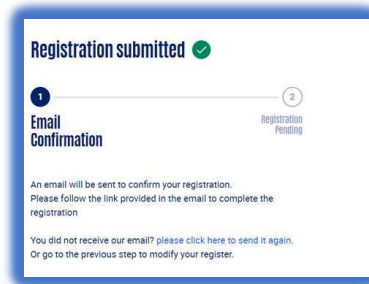 Registration submitted
1
2
Email
Confirmation
Registration
Pending
An email will be sent to confirm your registration.
Please follow the link provided in the email to complete the
registration
You did not receive our email? please click here to send it again.
Or go to the previous step to modify your register.